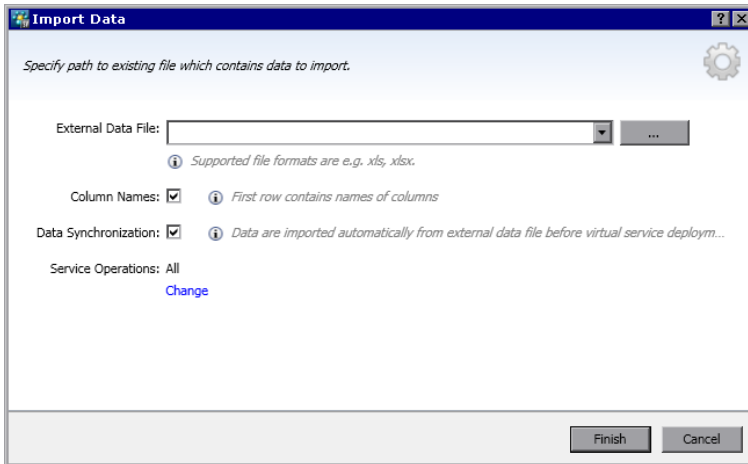 Import Data
Specify path to existing file which contains data to import.
External Data File:
...
Supported file formats are e.g. xls, xlsx.
Column Names: First row contains names of columns
Data Synchronization: Data are imported automatically from external data file before virtual service deploym...
Service Operations: All
Change
Finish Cancel